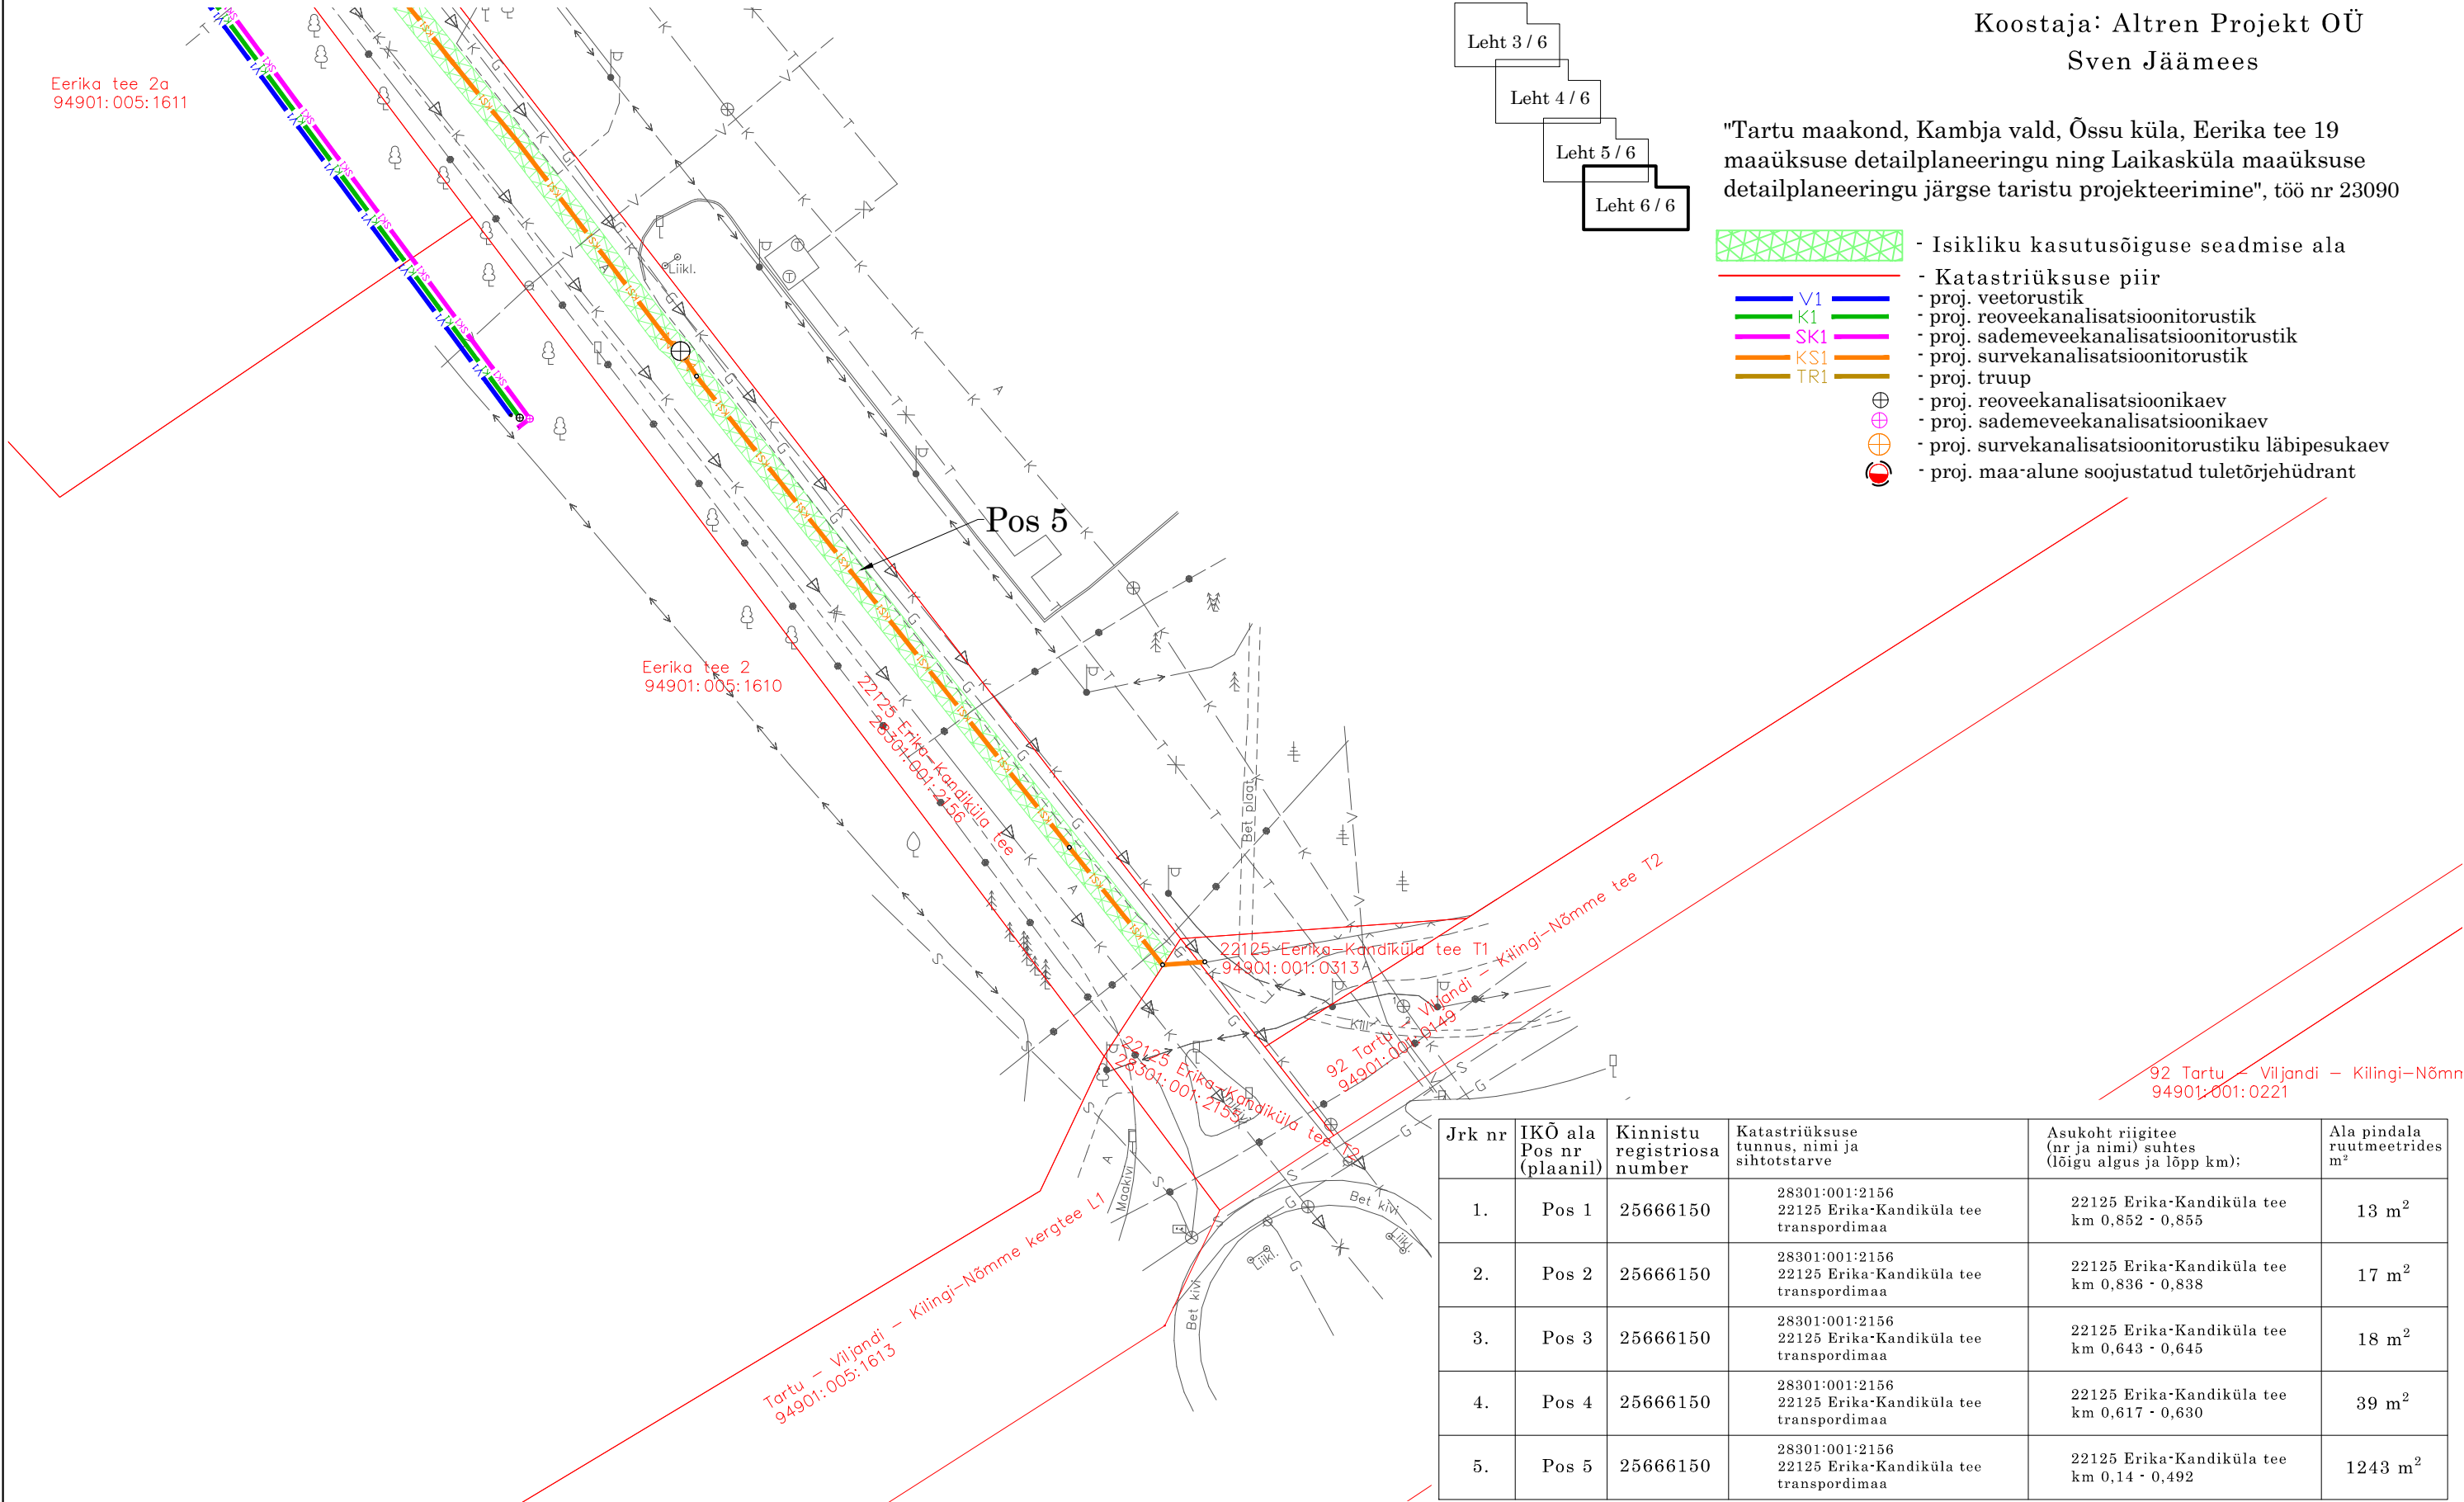 Koostaja: Altren Projekt OÜ
Sven Jäämees
Leht 3 / 6
Leht 4 / 6
Leht 5 / 6
Leht 6 / 6
"Tartu maakond, Kambja vald, Õssu küla, Eerika tee 19
maaüksuse detailplaneeringu ning Laikasküla maaüksuse
detailplaneeringu järgse taristu projekteerimine", töö nr 23090
- Isikliku kasutusõiguse seadmise ala
- Katastriüksuse piir
V1 - proj. veetorustik
K1 - proj. reoveekanalisatsioonitorustik
SK1 - proj. sademeveekanalisatsioonitorustik
KS1 - proj. survekanalisatsioonitorustik
TR1 - proj. truup
- proj. reoveekanalisatsioonikaev
- proj. sademeveekanalisatsioonikaev
- proj. survekanalisatsioonitorustiku läbipesukaev
- proj. maa-alune soojustatud tuletõrjehüdrant
Eerika tee 2a
94901:005:1611
Liikl.
Pos 5
Eerika tee 2
94901:005:1610
22125 Erika-Kandiküla tee
28301:001:2156
Bet plaat
22125 Eerika-Kandiküla tee T1
94901:001:0313
92 Tartu - Viljandi - Kilingi-Nõmme tee T2
94901:001:0149
22125 Erika-Kandiküla tee T2
28301:001:2155
92 Tartu - Viljandi - Kilingi-Nõmm
94901:001:0221
Maakivi
Bet kivi
Liikl.
Liikl.
Bet kivi
Tartu - Viljandi - Kilingi-Nõmme kergtee L1
94901:005:1613
Jrk nr
IKÕ ala
Pos nr
(plaanil)
Kinnistu
registriosa
number
Katastriüksuse
tunnus, nimi ja
sihtotstarve
Asukoht riigitee
(nr ja nimi) suhtes
(lõigu algus ja lõpp km);
Ala pindala
ruutmeetrides
m²
1.
Pos 1
25666150
28301:001:2156
22125 Erika-Kandiküla tee
transpordimaa
22125 Erika-Kandiküla tee
km 0,852 - 0,855
13 m²
2.
Pos 2
25666150
28301:001:2156
22125 Erika-Kandiküla tee
transpordimaa
22125 Erika-Kandiküla tee
km 0,836 - 0,838
17 m²
3.
Pos 3
25666150
28301:001:2156
22125 Erika-Kandiküla tee
transpordimaa
22125 Erika-Kandiküla tee
km 0,643 - 0,645
18 m²
4.
Pos 4
25666150
28301:001:2156
22125 Erika-Kandiküla tee
transpordimaa
22125 Erika-Kandiküla tee
km 0,617 - 0,630
39 m²
5.
Pos 5
25666150
28301:001:2156
22125 Erika-Kandiküla tee
transpordimaa
22125 Erika-Kandiküla tee
km 0,14 - 0,492
1243 m²